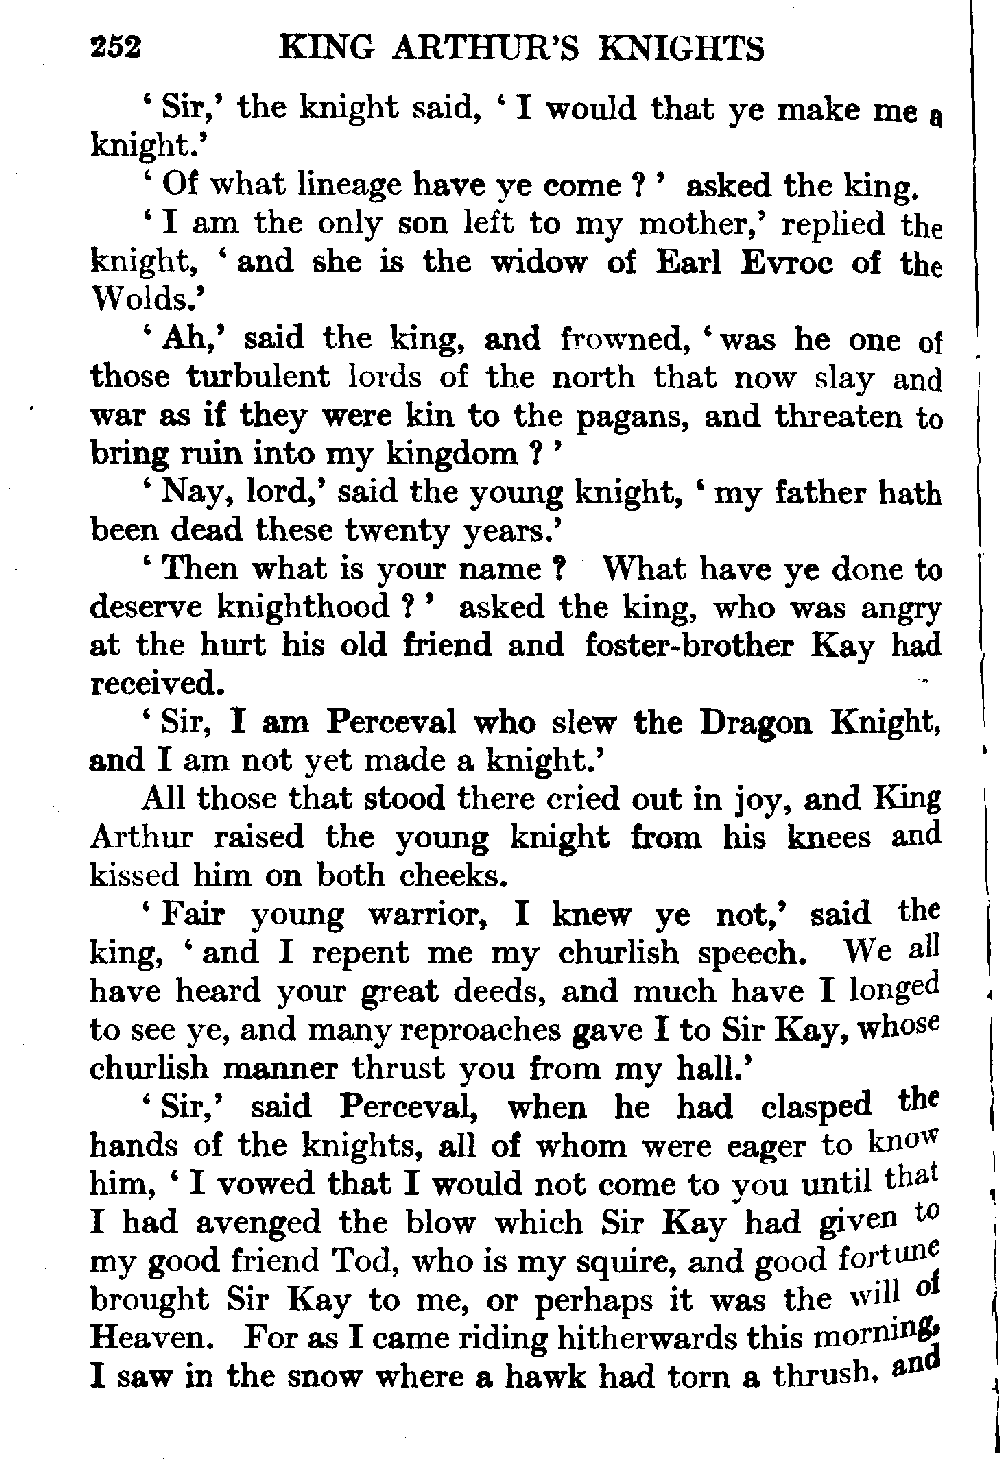 252 KING ARTHUR'S KNIGHTS
‘ Sir,’ the knight said, ‘ I would that ye make me a
knight.’
‘ Of what lineage have ye come ? ’ asked the king.
‘ I am the only son left to my mother,’ replied the
knight, ‘ and she is the widow of Earl Evroc of the
Wolds.’
‘ Ah,’ said the king, and frowned, ‘ was he one of
those turbulent lords of the north that now slay and
war as if they were kin to the pagans, and threaten to
bring ruin into my kingdom ? ’
‘ Nay, lord,’ said the young knight, ‘ my father hath
been dead these twenty years.’
‘ Then what is your name ? What have ye done to
deserve knighthood ? ’ asked the king, who was angry
at the hurt his old friend and foster-brother Kay had
received.
‘ Sir, I am Perceval who slew the Dragon Knight,
and I am not yet made a knight.’
All those that stood there cried out in joy, and King
Arthur raised the young knight from his knees and
kissed him on both cheeks.
‘ Fair young warrior, I knew ye not,’ said the
king, ‘ and I repent me my churlish speech. We all
have heard your great deeds, and much have I longed
to see ye, and many reproaches gave I to Sir Kay, whose
churlish manner thrust you from my hall.’
‘ Sir,’ said Perceval, when he had clasped the
hands of the knights, all of whom were eager to know
him, ‘ I vowed that I would not come to you until that
I had avenged the blow which Sir Kay had given to
my good friend Tod, who is my squire, and good fortune
brought Sir Kay to me, or perhaps it was the will of
Heaven. For as I came riding hitherwards this morning,
I saw in the snow where a hawk had torn a thrush, and